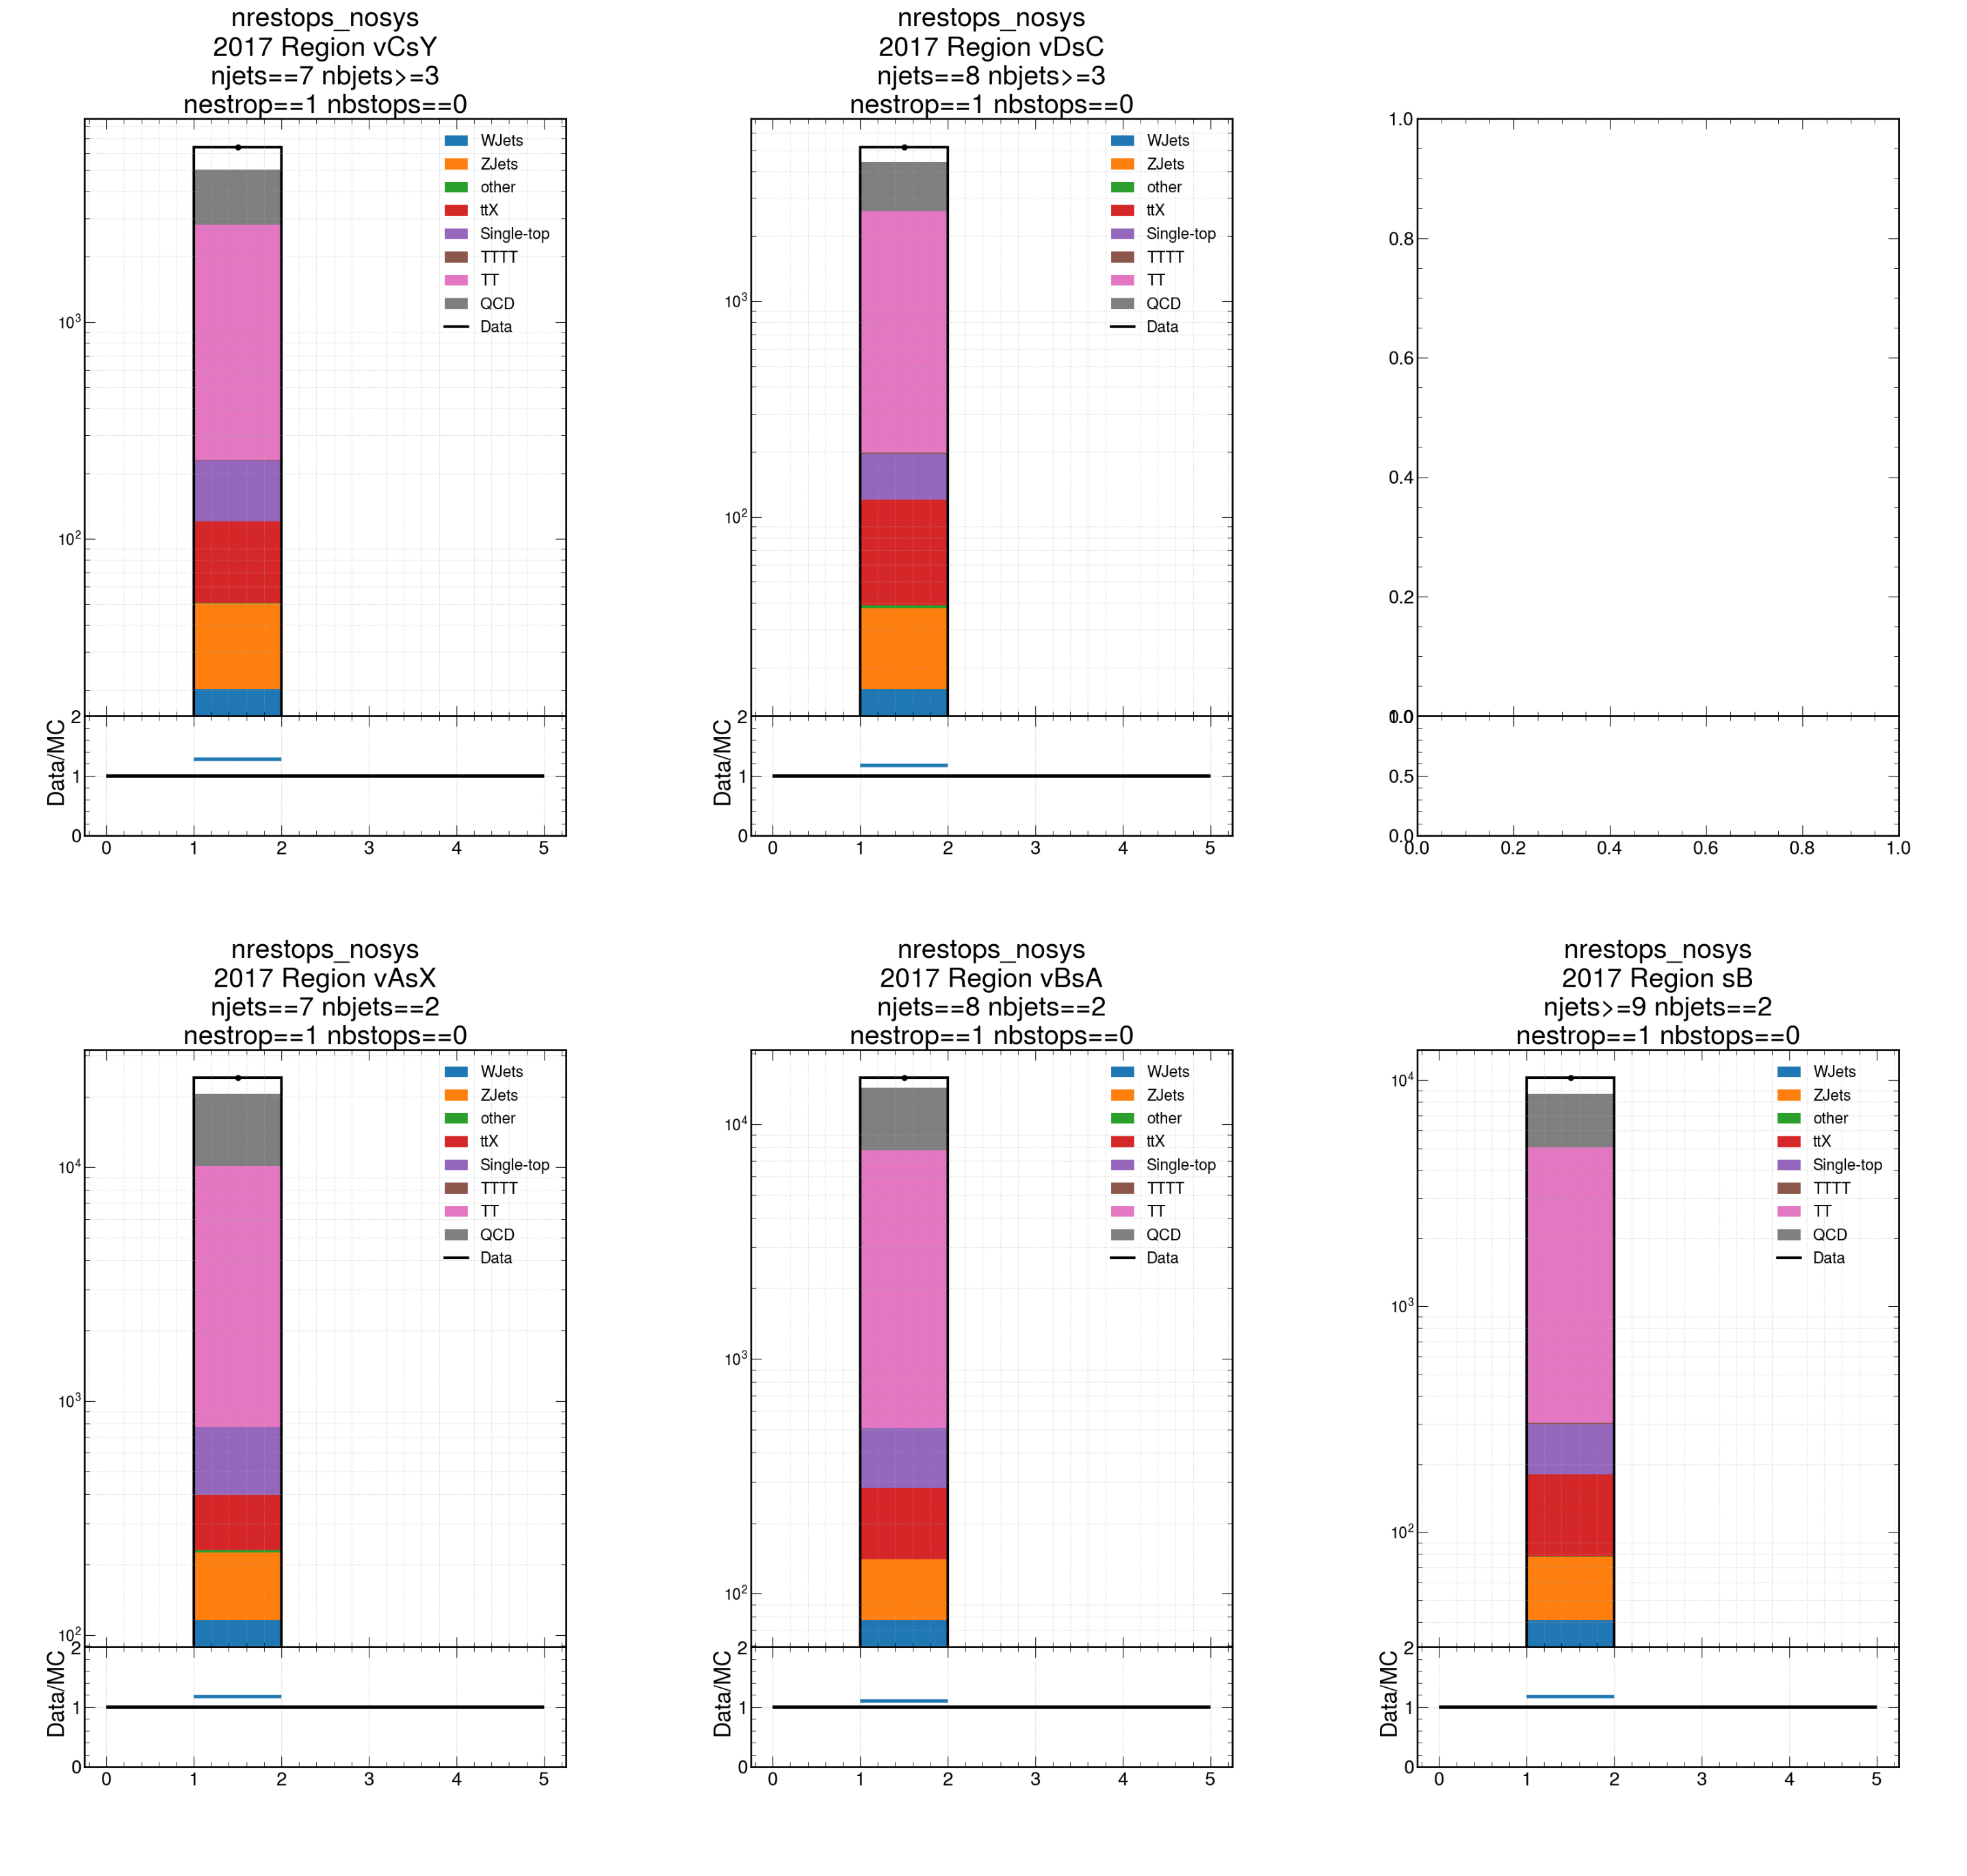 nrestops_nosys
2017 Region vCsY
njets==7 nbjets>=3
nestrop==1 nbstops==0
WJets
ZJets
other
ttX
Single-top
TTTT
TT
QCD
Data
10³
10²
Data/MC
2
1
0
0 1 2 3 4 5
nrestops_nosys
2017 Region vDsC
njets==8 nbjets>=3
nestrop==1 nbstops==0
WJets
ZJets
other
ttX
Single-top
TTTT
TT
QCD
Data
10³
10²
Data/MC
2
1
0
0 1 2 3 4 5
1.0
0.8
0.6
0.4
0.2
0.0
1.0
0.5
0.0
0.0 0.2 0.4 0.6 0.8 1.0
nrestops_nosys
2017 Region vAsX
njets==7 nbjets==2
nestrop==1 nbstops==0
WJets
ZJets
other
ttX
Single-top
TTTT
TT
QCD
Data
10⁴
10³
10²
Data/MC
2
1
0
0 1 2 3 4 5
nrestops_nosys
2017 Region vBsA
njets==8 nbjets==2
nestrop==1 nbstops==0
WJets
ZJets
other
ttX
Single-top
TTTT
TT
QCD
Data
10⁴
10³
10²
Data/MC
2
1
0
0 1 2 3 4 5
nrestops_nosys
2017 Region sB
njets>=9 nbjets==2
nestrop==1 nbstops==0
WJets
ZJets
other
ttX
Single-top
TTTT
TT
QCD
Data
10⁴
10³
10²
Data/MC
2
1
0
0 1 2 3 4 5